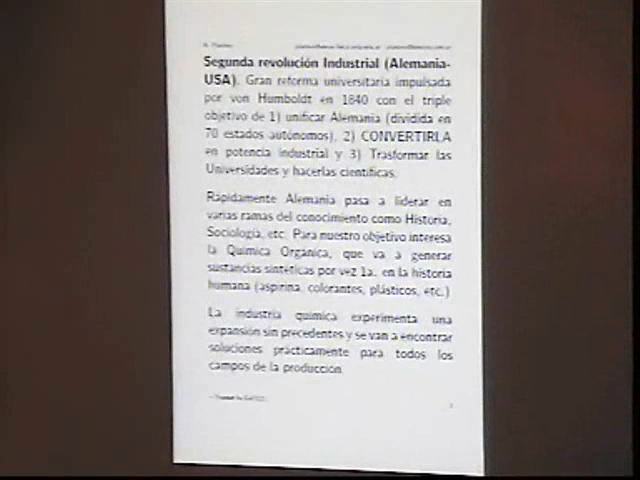 Segunda revolución Industrial (Alemania-
USA). Gran reforma universitaria impulsada
por von Humboldt en 1840 con el triple
objetivo de 1) unificar Alemania (dividida en
70 estados autónomos), 2) CONVERTIRLA
en potencia industrial y 3) Trasformar las
Universidades y hacerlas científicas.
Rápidamente Alemania pasa a liderar en
varias ramas del conocimiento como Historia,
Sociología, etc. Para nuestro objetivo interesa
la Química Orgánica, que va a generar
sustancias sintéticas por vez 1a. en la historia
humana (aspirina, colorantes, plásticos, etc.)
La industria química experimenta una
expansión sin precedentes y se van a encontrar
soluciones prácticamente para todos los
campos de la producción.